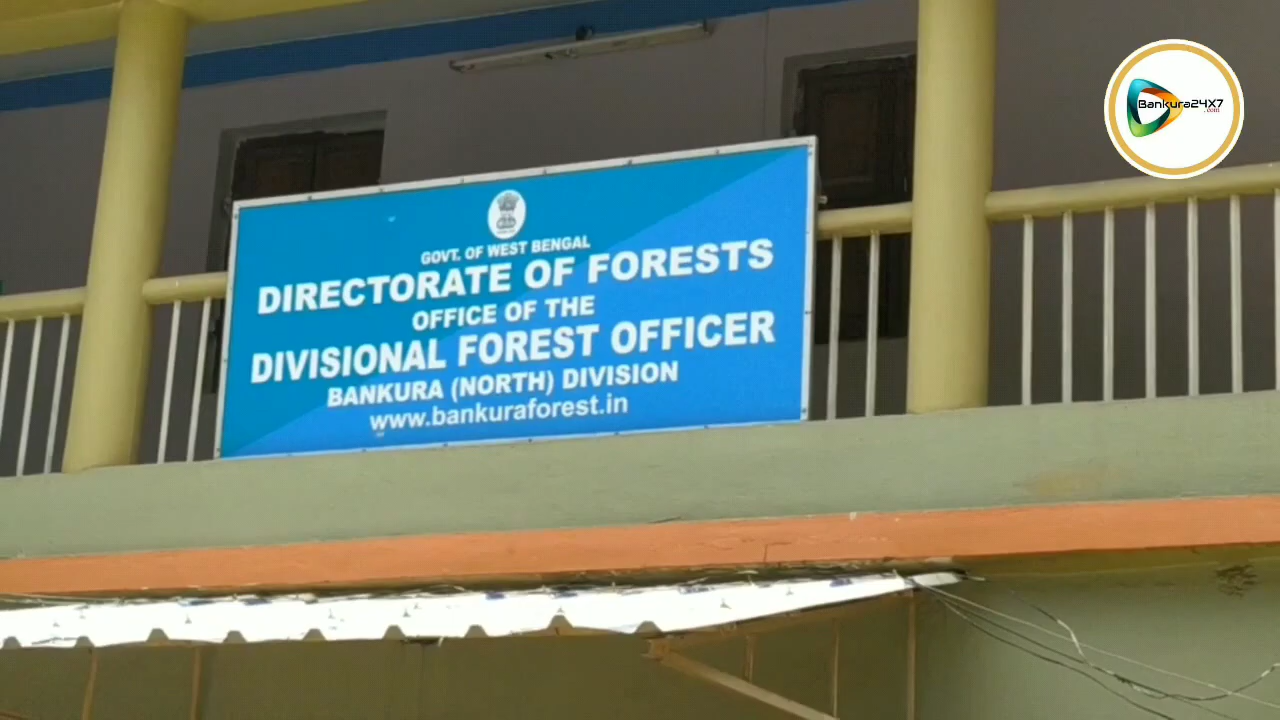 GOVT. OF WEST BENGAL
DIRECTORATE OF FORESTS
OFFICE OF THE
DIVISIONAL FOREST OFFICER
BANKURA (NORTH) DIVISION
www.bankuraforest.in
Bankura24X7
.com